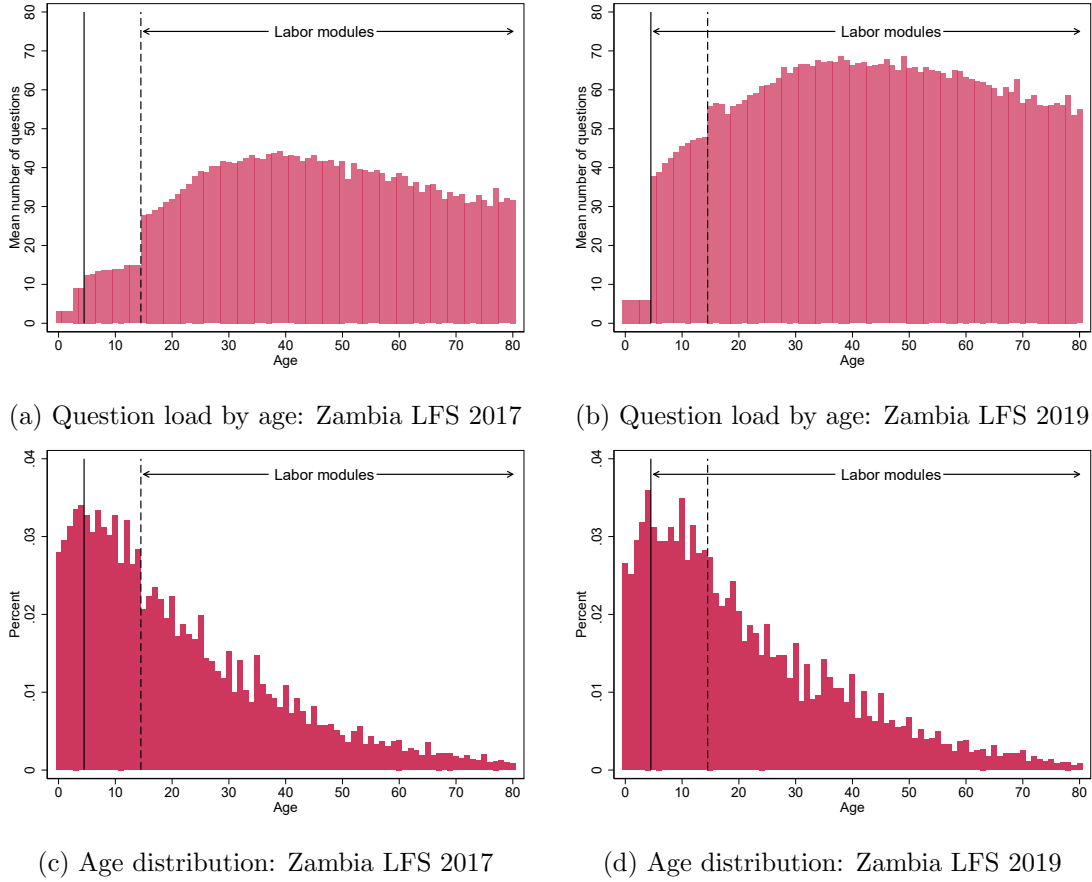 Labor modules
Mean number of questions
0 10 20 30 40 50 60 70 80
0 10 20 30 40 50 60 70 80
Age
(a) Question load by age: Zambia LFS 2017
Labor modules
Mean number of questions
0 10 20 30 40 50 60 70 80
0 10 20 30 40 50 60 70 80
Age
(b) Question load by age: Zambia LFS 2019
Labor modules
Percent
0 .01 .02 .03 .04
0 10 20 30 40 50 60 70 80
Age
(c) Age distribution: Zambia LFS 2017
Labor modules
Percent
0 .01 .02 .03 .04
0 10 20 30 40 50 60 70 80
Age
(d) Age distribution: Zambia LFS 2019